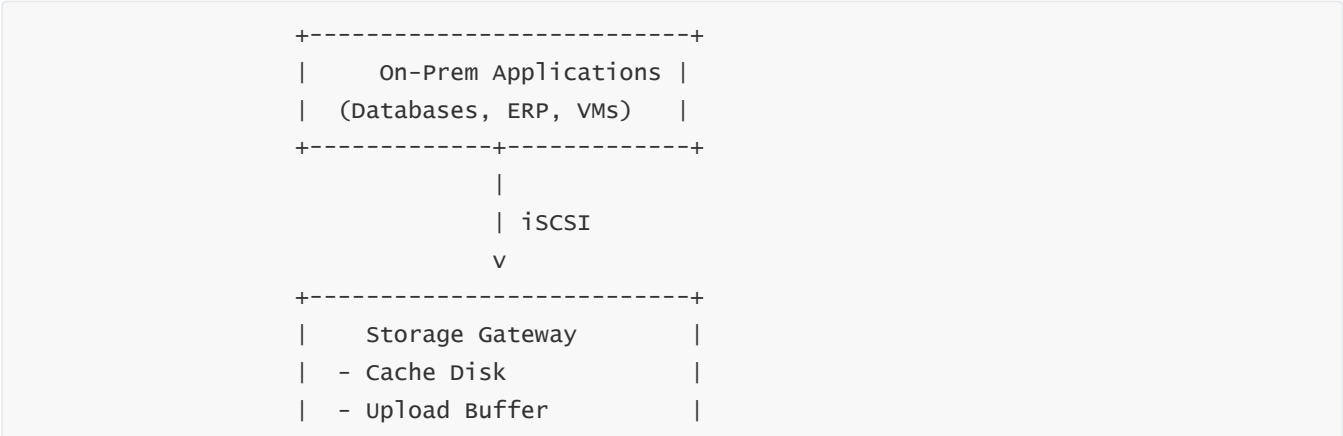 +---------------------------+
|     On-Prem Applications |
|  (Databases, ERP, VMs)   |
+-------------+-------------+
              |
              | iSCSI
              v
+---------------------------+
|    Storage Gateway        |
|  - Cache Disk             |
|  - Upload Buffer          |